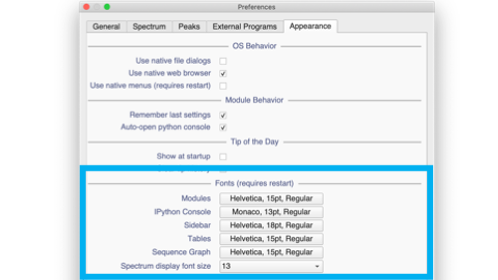 Preferences
General Spectrum Peaks External Programs Appearance
OS Behavior
Use native file dialogs
Use native web browser
Use native menus (requires restart)
Module Behavior
Remember last settings
Auto-open python console
Tip of the Day
Show at startup
Fonts (requires restart)
Modules Helvetica, 15pt, Regular
IPython Console Monaco, 13pt, Regular
Sidebar Helvetica, 18pt, Regular
Tables Helvetica, 15pt, Regular
Sequence Graph Helvetica, 15pt, Regular
Spectrum display font size 13